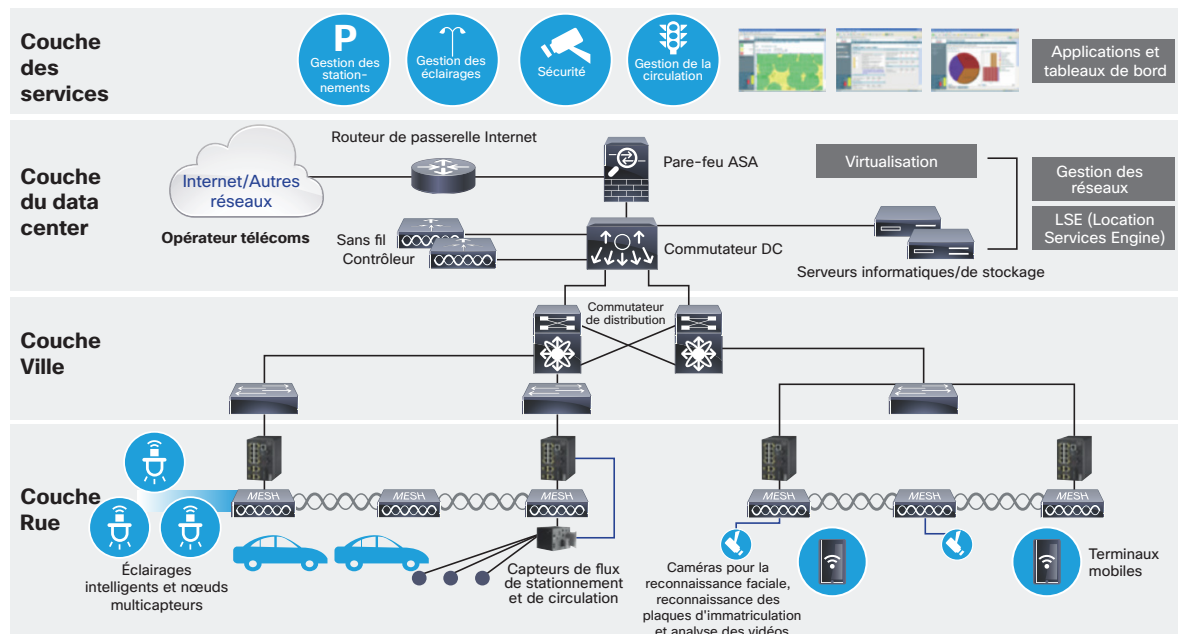 Couche
des
services
P
Gestion des
station-
nements
Gestion des
éclairages
Sécurité
Gestion de la
circulation
Applications et
tableaux de bord
Couche
du data
center
Internet/Autres
réseaux
Opérateur télécoms
Routeur de passerelle Internet
Pare-feu ASA
Sans fil
Contrôleur
Commutateur DC
Virtualisation
Serveurs informatiques/de stockage
Gestion des
réseaux
LSE (Location
Services Engine)
Couche
Ville
Commutateur
de distribution
Couche
Rue
MESH
MESH
MESH
MESH
MESH
MESH
Éclairages
intelligents et nœuds
multicapteurs
Capteurs de flux
de stationnement
et de circulation
Caméras pour la
reconnaissance faciale,
reconnaissance des
plaques d'immatriculation
et analyse des vidéos
Terminaux
mobiles